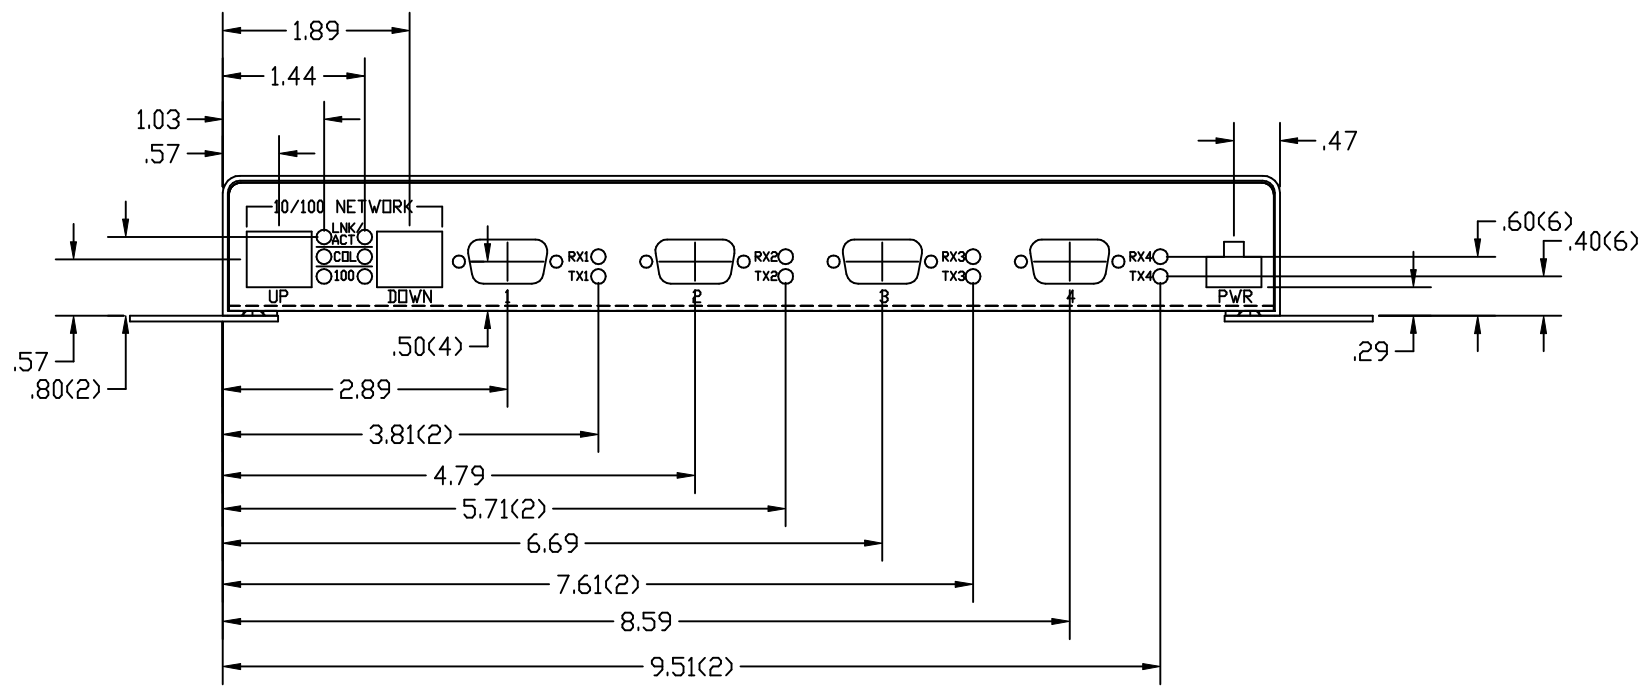 1.89
1.44
1.03
.57
.47
10/100 NETWORK
LNK/
ACT
COL
100
UP
DOWN
RX1
TX1
RX2
TX2
RX3
TX3
RX4
TX4
1
2
3
4
PWR
.60(6)
.40(6)
.29
.57
.80(2)
.50(4)
2.89
3.81(2)
4.79
5.71(2)
6.69
7.61(2)
8.59
9.51(2)